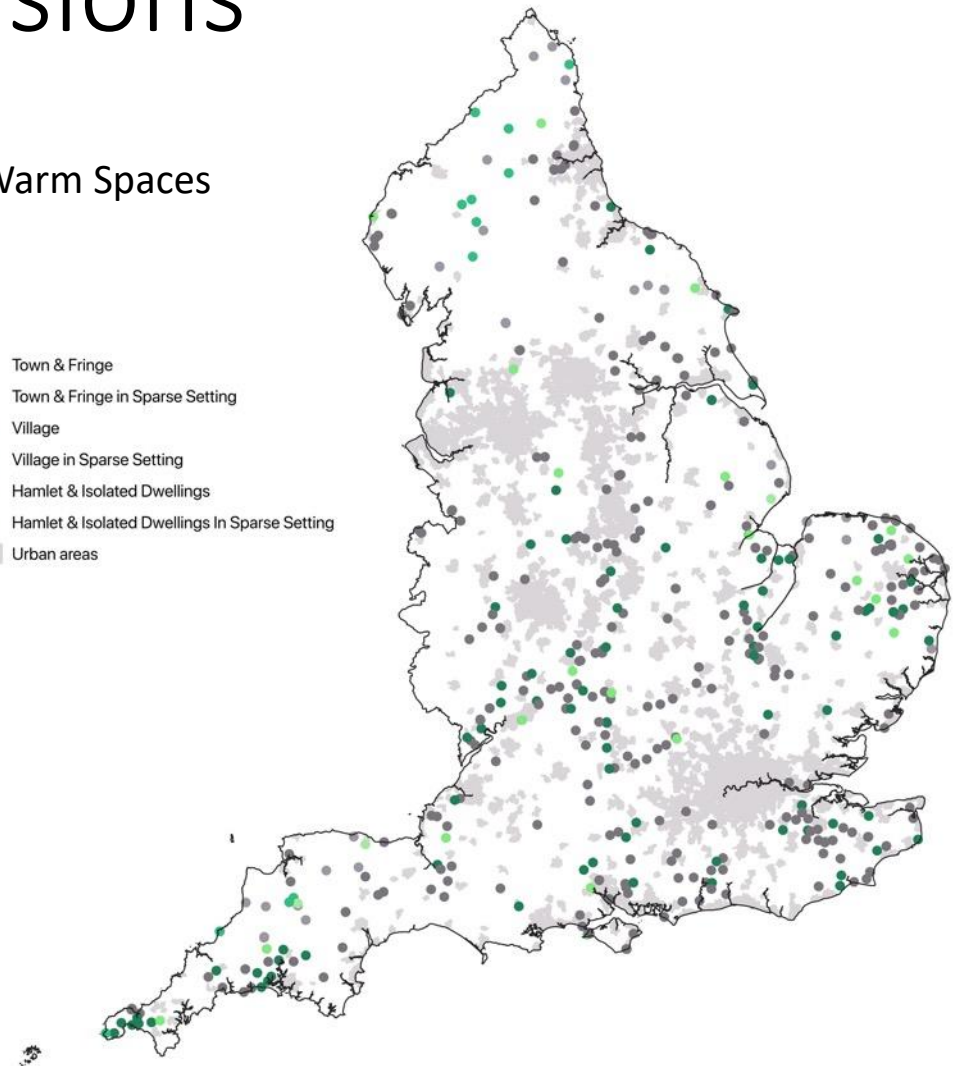 Warm Spaces
Town & Fringe
Town & Fringe in Sparse Setting
Village
Village in Sparse Setting
Hamlet & Isolated Dwellings
Hamlet & Isolated Dwellings In Sparse Setting
Urban areas